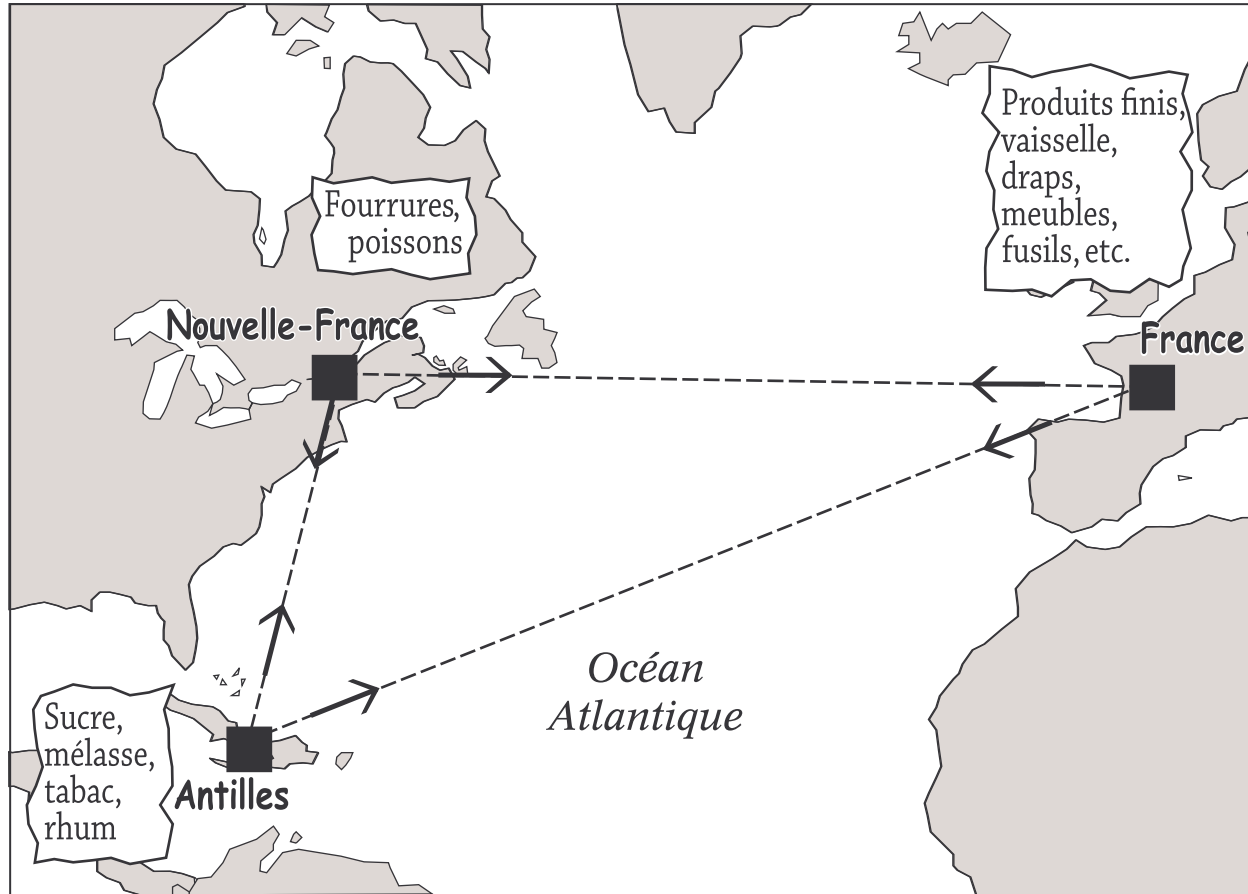 Produits finis,
vaisselle,
draps,
meubles,
fusils, etc.
Fourrures,
poissons
Nouvelle-France
France
Océan
Atlantique
Sucre,
mélasse,
tabac,
rhum
Antilles